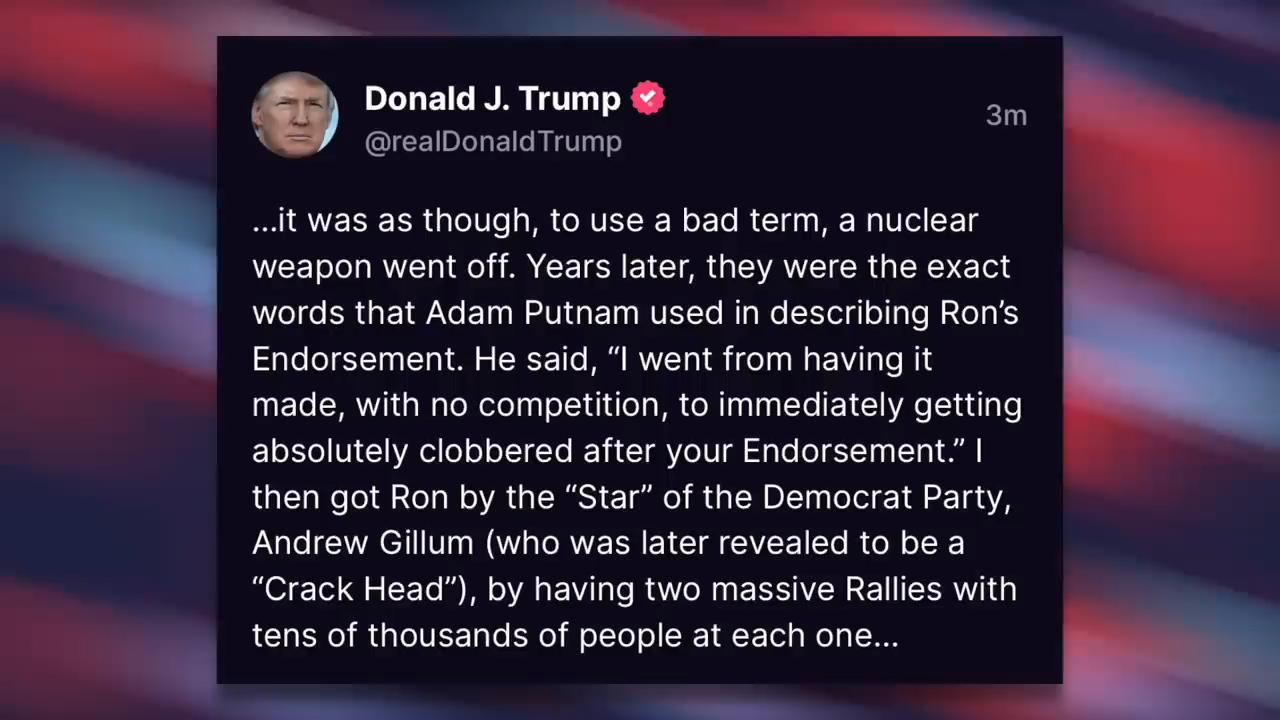 Donald J. Trump
@realDonaldTrump
3m
...it was as though, to use a bad term, a nuclear
weapon went off. Years later, they were the exact
words that Adam Putnam used in describing Ron’s
Endorsement. He said, “I went from having it
made, with no competition, to immediately getting
absolutely clobbered after your Endorsement.” I
then got Ron by the “Star” of the Democrat Party,
Andrew Gillum (who was later revealed to be a
“Crack Head”), by having two massive Rallies with
tens of thousands of people at each one...